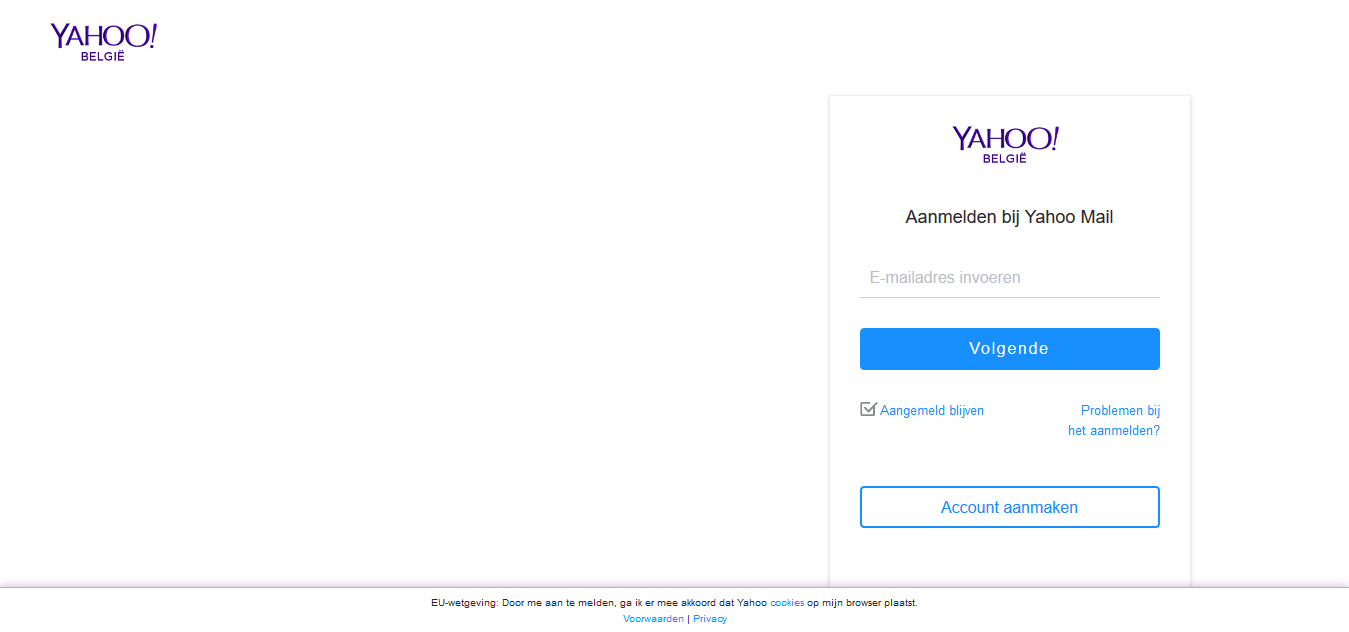 YAHOO!
BELGIË
YAHOO!
BELGIË
Aanmelden bij Yahoo Mail
E-mailadres invoeren
Volgende
Aangemeld blijven
Problemen bij
het aanmelden?
Account aanmaken
EU-wetgeving: Door me aan te melden, ga ik er mee akkoord dat Yahoo cookies op mijn browser plaatst.
Voorwaarden | Privacy